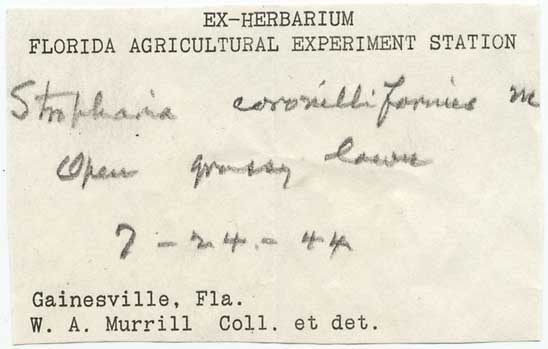 EX-HERBARIUM
FLORIDA AGRICULTURAL EXPERIMENT STATION
Stropharia coronilliformis M
Open grassy lawn
7-24-44
Gainesville, Fla.
W. A. Murrill Coll. et det.